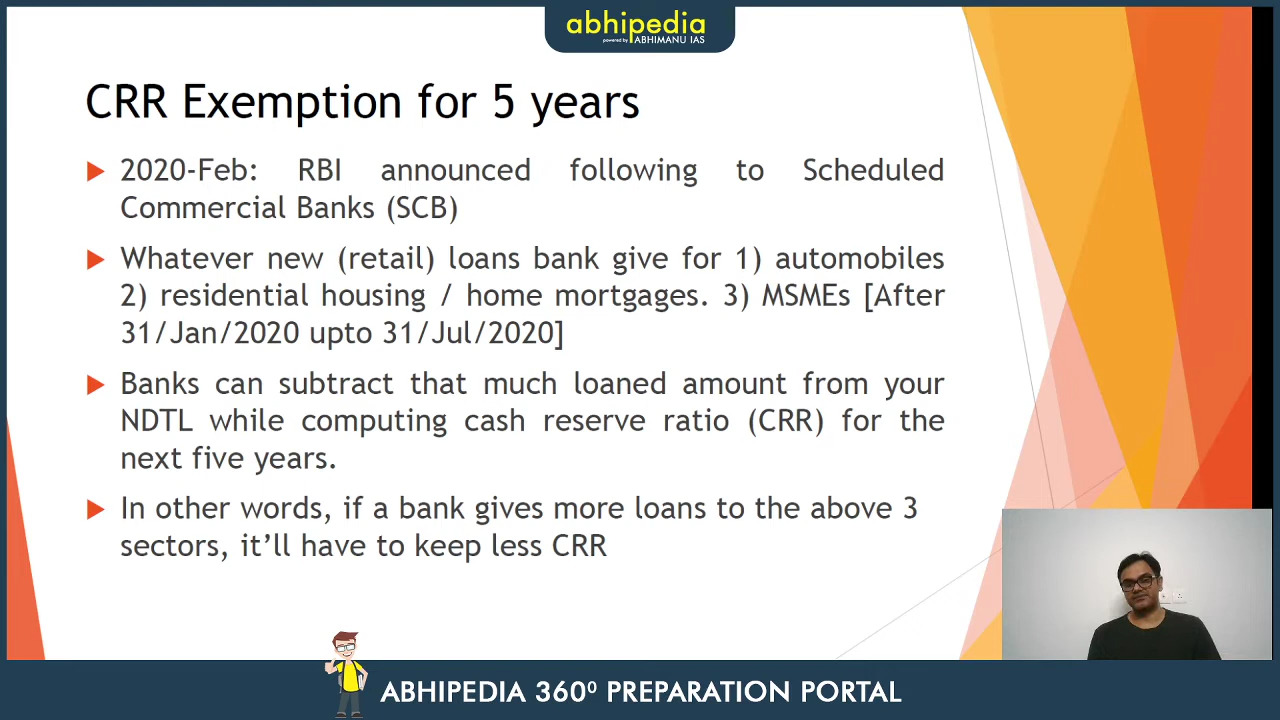 abhipedia
powered by ABHIMANU IAS
CRR Exemption for 5 years
2020-Feb: RBI announced following to Scheduled
Commercial Banks (SCB)
Whatever new (retail) loans bank give for 1) automobiles
2) residential housing / home mortgages. 3) MSMEs [After
31/Jan/2020 upto 31/Jul/2020]
Banks can subtract that much loaned amount from your
NDTL while computing cash reserve ratio (CRR) for the
next five years.
In other words, if a bank gives more loans to the above 3
sectors, it’ll have to keep less CRR
ABHIPEDIA 360⁰ PREPARATION PORTAL